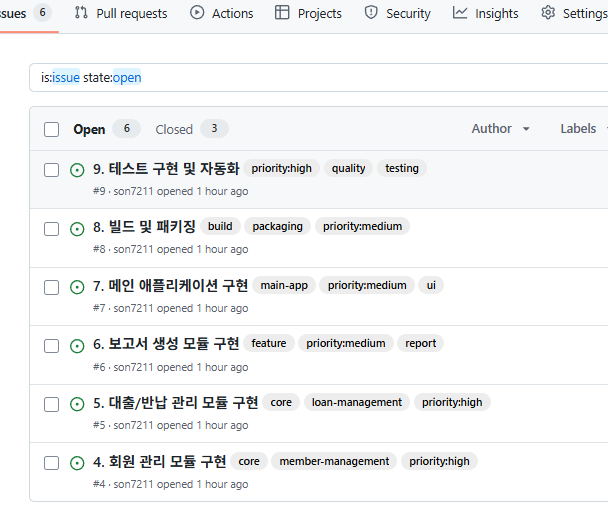 ssues 6 Pull requests Actions Projects Security Insights Settings
is:issue state:open
Open 6 Closed 3 Author Labels
9. 테스트 구현 및 자동화 priority:high quality testing
#9 · son7211 opened 1 hour ago
8. 빌드 및 패키징 build packaging priority:medium
#8 · son7211 opened 1 hour ago
7. 메인 애플리케이션 구현 main-app priority:medium ui
#7 · son7211 opened 1 hour ago
6. 보고서 생성 모듈 구현 feature priority:medium report
#6 · son7211 opened 1 hour ago
5. 대출/반납 관리 모듈 구현 core loan-management priority:high
#5 · son7211 opened 1 hour ago
4. 회원 관리 모듈 구현 core member-management priority:high
#4 · son7211 opened 1 hour ago